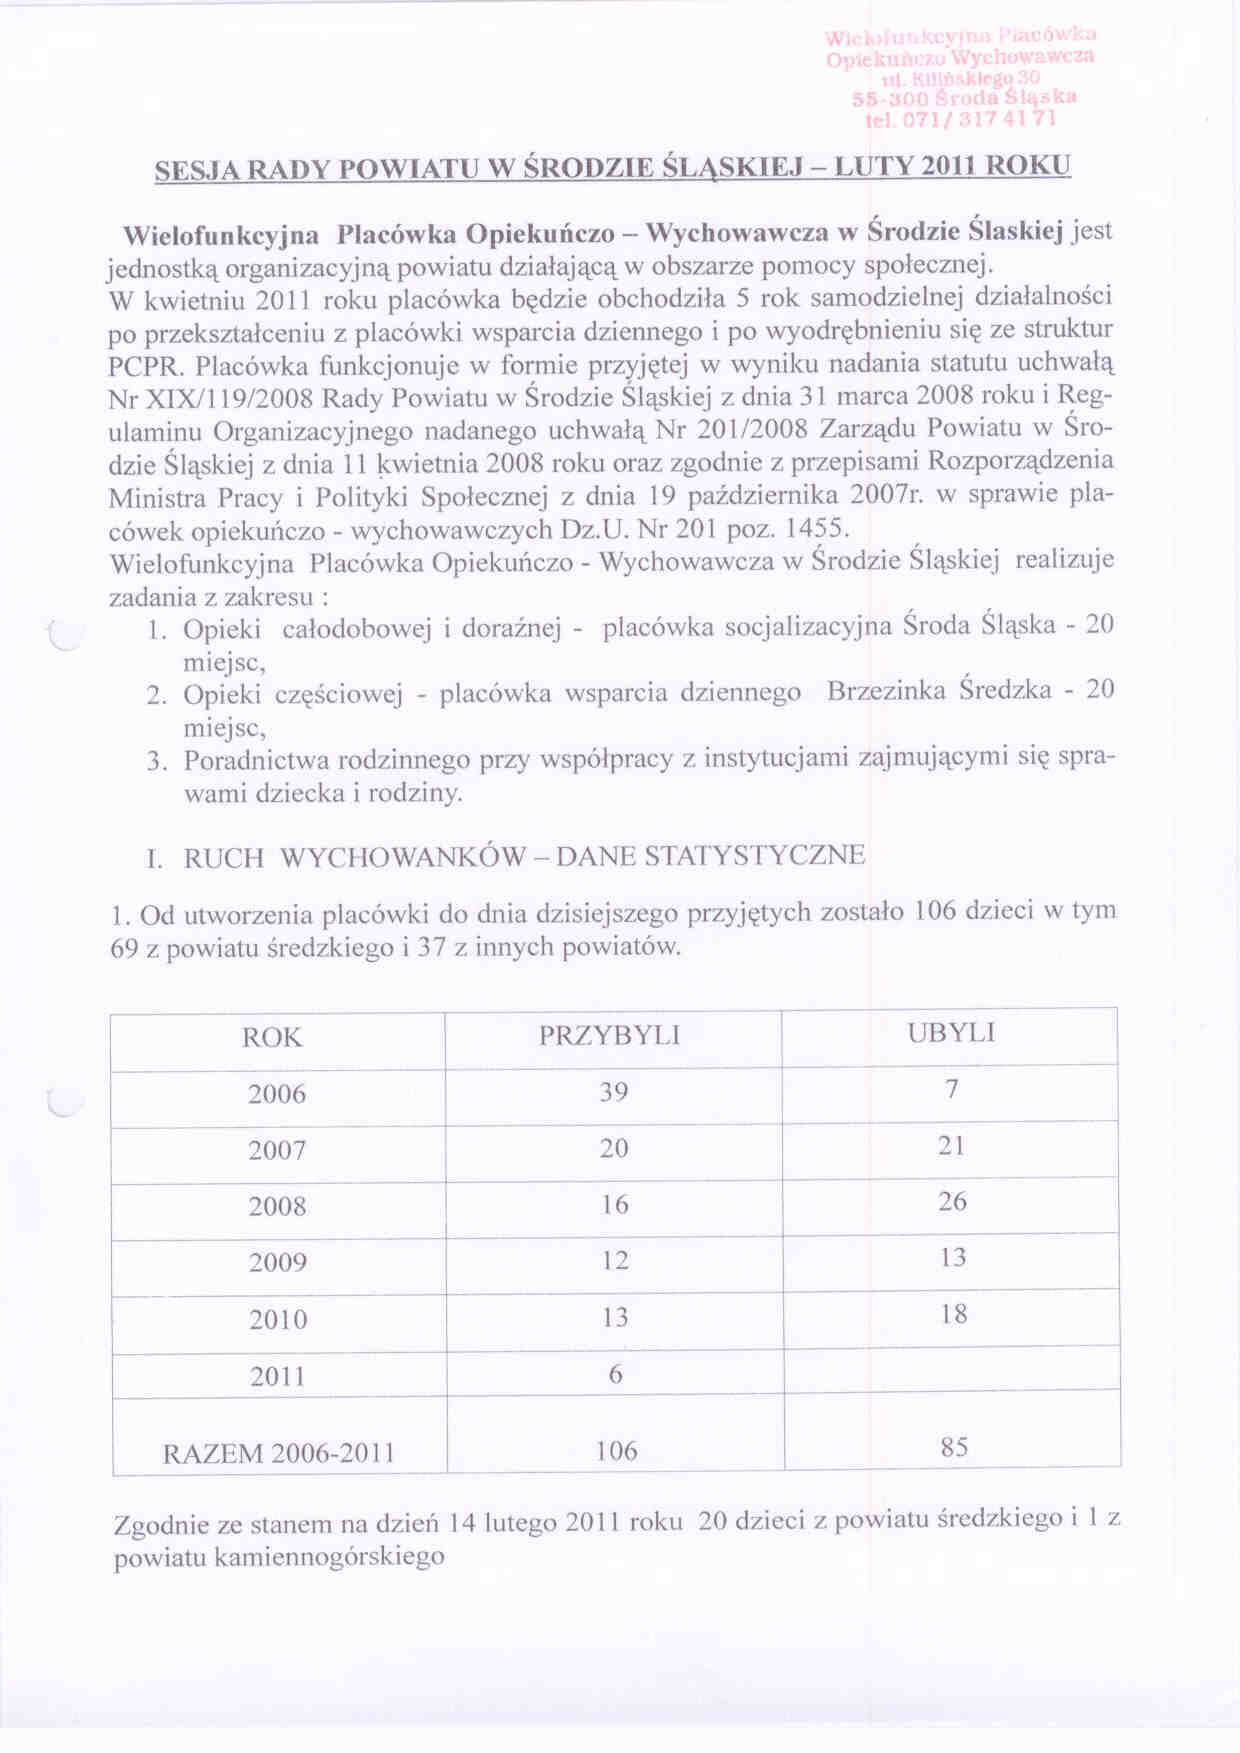 Wielofunkcyjna Placówka
Opiekuńczo Wychowawcza
ul. Kilińskiego 30
55-300 Środa Śląska
tel. 071/ 317 41 71
SESJA RADY POWIATU W ŚRODZIE ŚLĄSKIEJ – LUTY 2011 ROKU
Wielofunkcyjna Placówka Opiekuńczo – Wychowawcza w Środzie Ślaskiej jest
jednostką organizacyjną powiatu działającą w obszarze pomocy społecznej.
W kwietniu 2011 roku placówka będzie obchodziła 5 rok samodzielnej działalności
po przekształceniu z placówki wsparcia dziennego i po wyodrębnieniu się ze struktur
PCPR. Placówka funkcjonuje w formie przyjętej w wyniku nadania statutu uchwałą
Nr XIX/119/2008 Rady Powiatu w Środzie Śląskiej z dnia 31 marca 2008 roku i Reg-
ulaminu Organizacyjnego nadanego uchwałą Nr 201/2008 Zarządu Powiatu w Śro-
dzie Śląskiej z dnia 11 kwietnia 2008 roku oraz zgodnie z przepisami Rozporządzenia
Ministra Pracy i Polityki Społecznej z dnia 19 października 2007r. w sprawie pla-
cówek opiekuńczo - wychowawczych Dz.U. Nr 201 poz. 1455.
Wielofunkcyjna Placówka Opiekuńczo - Wychowawcza w Środzie Śląskiej realizuje
zadania z zakresu :
1. Opieki całodobowej i doraźnej - placówka socjalizacyjna Środa Śląska - 20
miejsc,
2. Opieki częściowej - placówka wsparcia dziennego Brzezinka Średzka - 20
miejsc,
3. Poradnictwa rodzinnego przy współpracy z instytucjami zajmującymi się spra-
wami dziecka i rodziny.
I. RUCH WYCHOWANKÓW – DANE STATYSTYCZNE
1. Od utworzenia placówki do dnia dzisiejszego przyjętych zostało 106 dzieci w tym
69 z powiatu średzkiego i 37 z innych powiatów.
ROK PRZYBYLI UBYLI
2006 39 7
2007 20 21
2008 16 26
2009 12 13
2010 13 18
2011 6
RAZEM 2006-2011 106 85
Zgodnie ze stanem na dzień 14 lutego 2011 roku 20 dzieci z powiatu średzkiego i 1 z
powiatu kamiennogórskiego